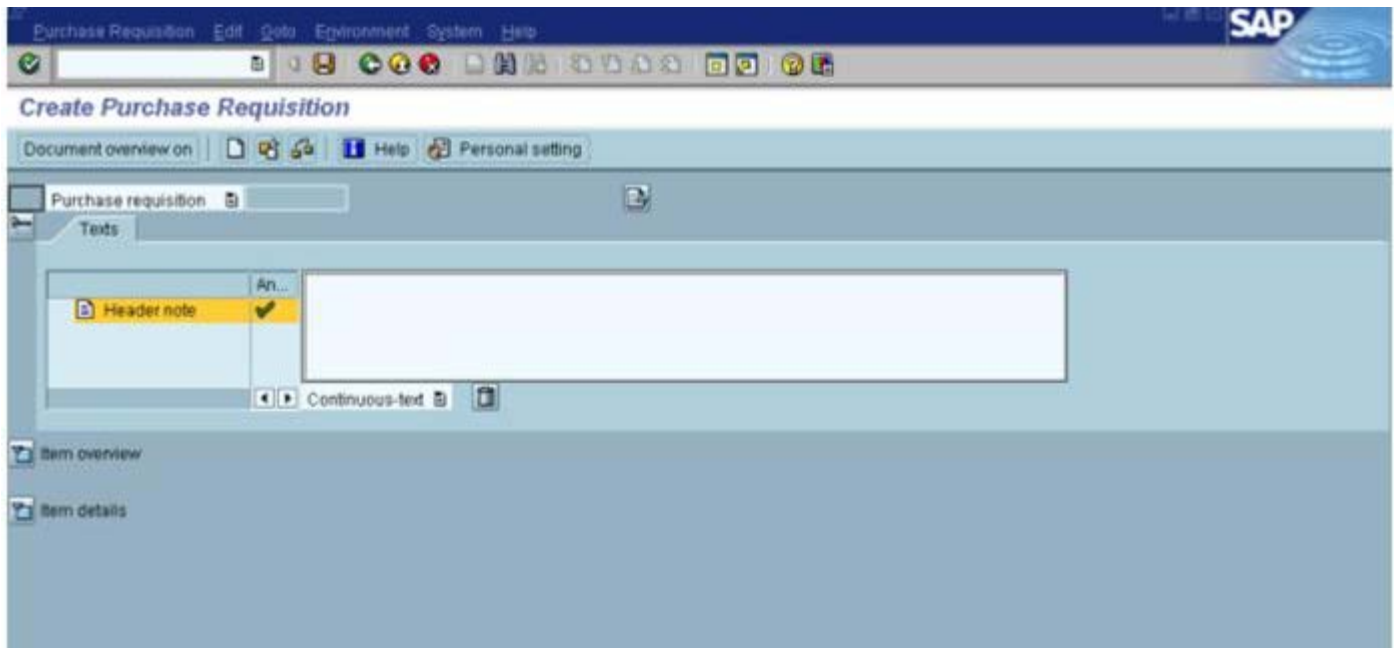 Purchase Requisition Edit Goto Environment System Help
SAP
Create Purchase Requisition
Document overview on Help Personal setting
Purchase requisition
Texts
An...
Header note
Continuous-text
Item overview
Item details